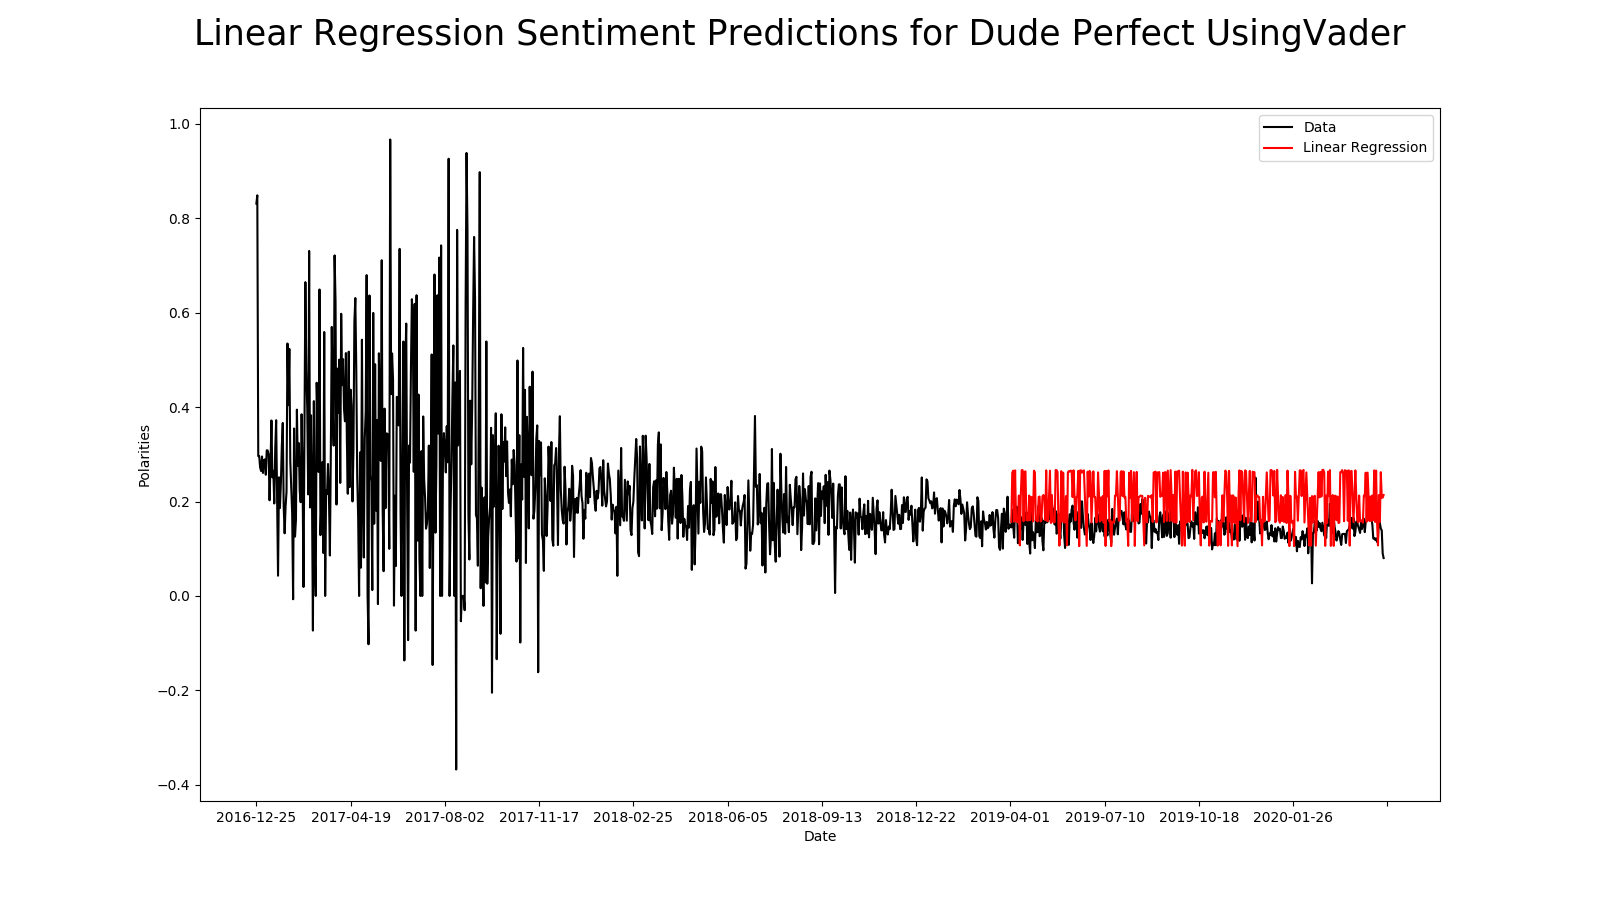 Linear Regression Sentiment Predictions for Dude Perfect UsingVader
Data
Linear Regression
1.0
0.8
0.6
0.4
0.2
0.0
−0.2
−0.4
Polarities
2016-12-25 2017-04-19 2017-08-02 2017-11-17 2018-02-25 2018-06-05 2018-09-13 2018-12-22 2019-04-01 2019-07-10 2019-10-18 2020-01-26
Date